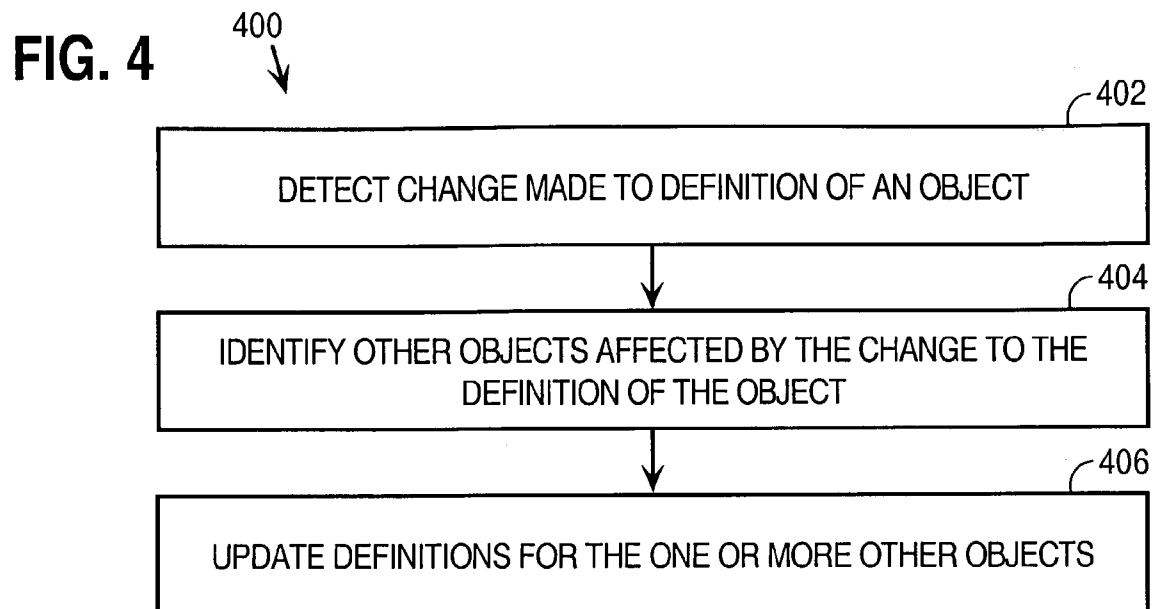 FIG. 4
400
402
DETECT CHANGE MADE TO DEFINITION OF AN OBJECT
404
IDENTIFY OTHER OBJECTS AFFECTED BY THE CHANGE TO THE
DEFINITION OF THE OBJECT
406
UPDATE DEFINITIONS FOR THE ONE OR MORE OTHER OBJECTS